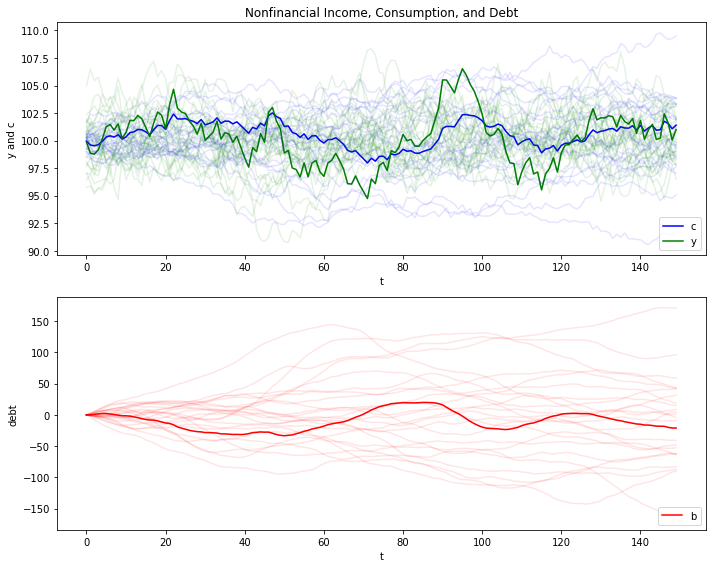 Nonfinancial Income, Consumption, and Debt
110.0
107.5
105.0
102.5
100.0
97.5
95.0
92.5
90.0
y and c
c
y
0 20 40 60 80 100 120 140
t
150
100
50
0
−50
−100
−150
debt
b
0 20 40 60 80 100 120 140
t